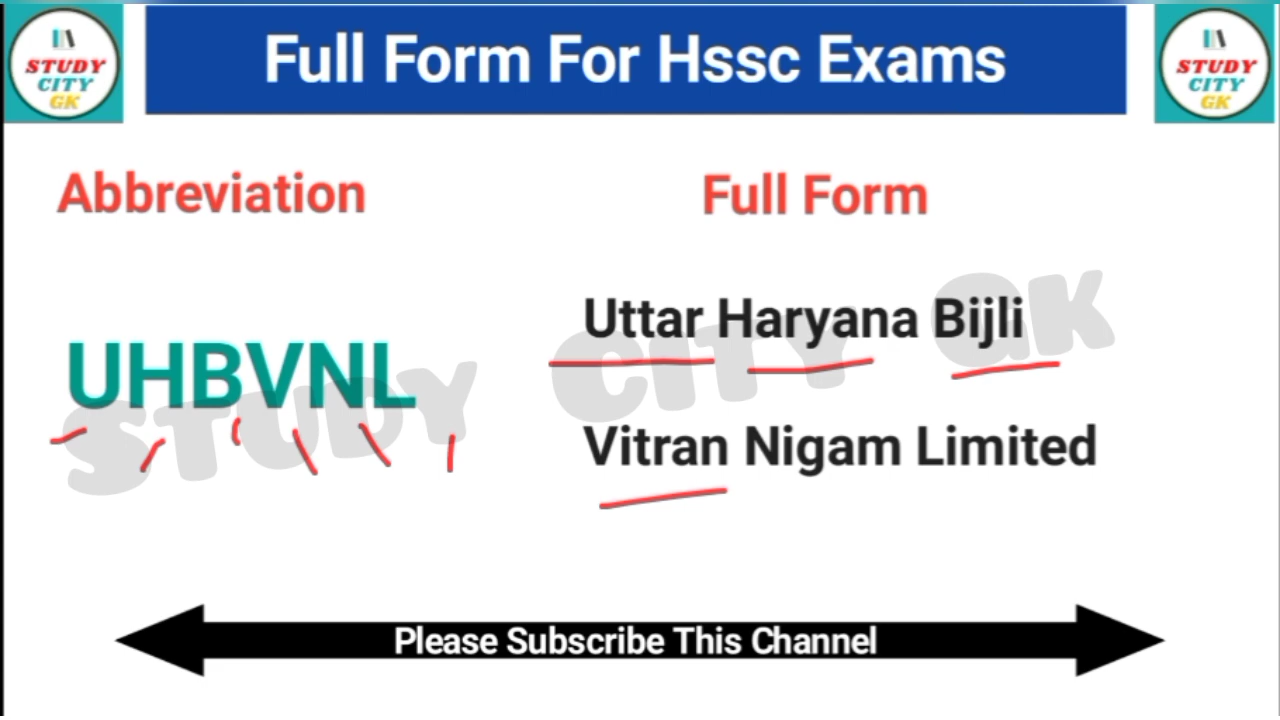 STUDY
CITY
GK
Full Form For Hssc Exams
STUDY
CITY
GK
Abbreviation
Full Form
UHBVNL
Uttar Haryana Bijli
Vitran Nigam Limited
STUDY CITY GK
Please Subscribe This Channel